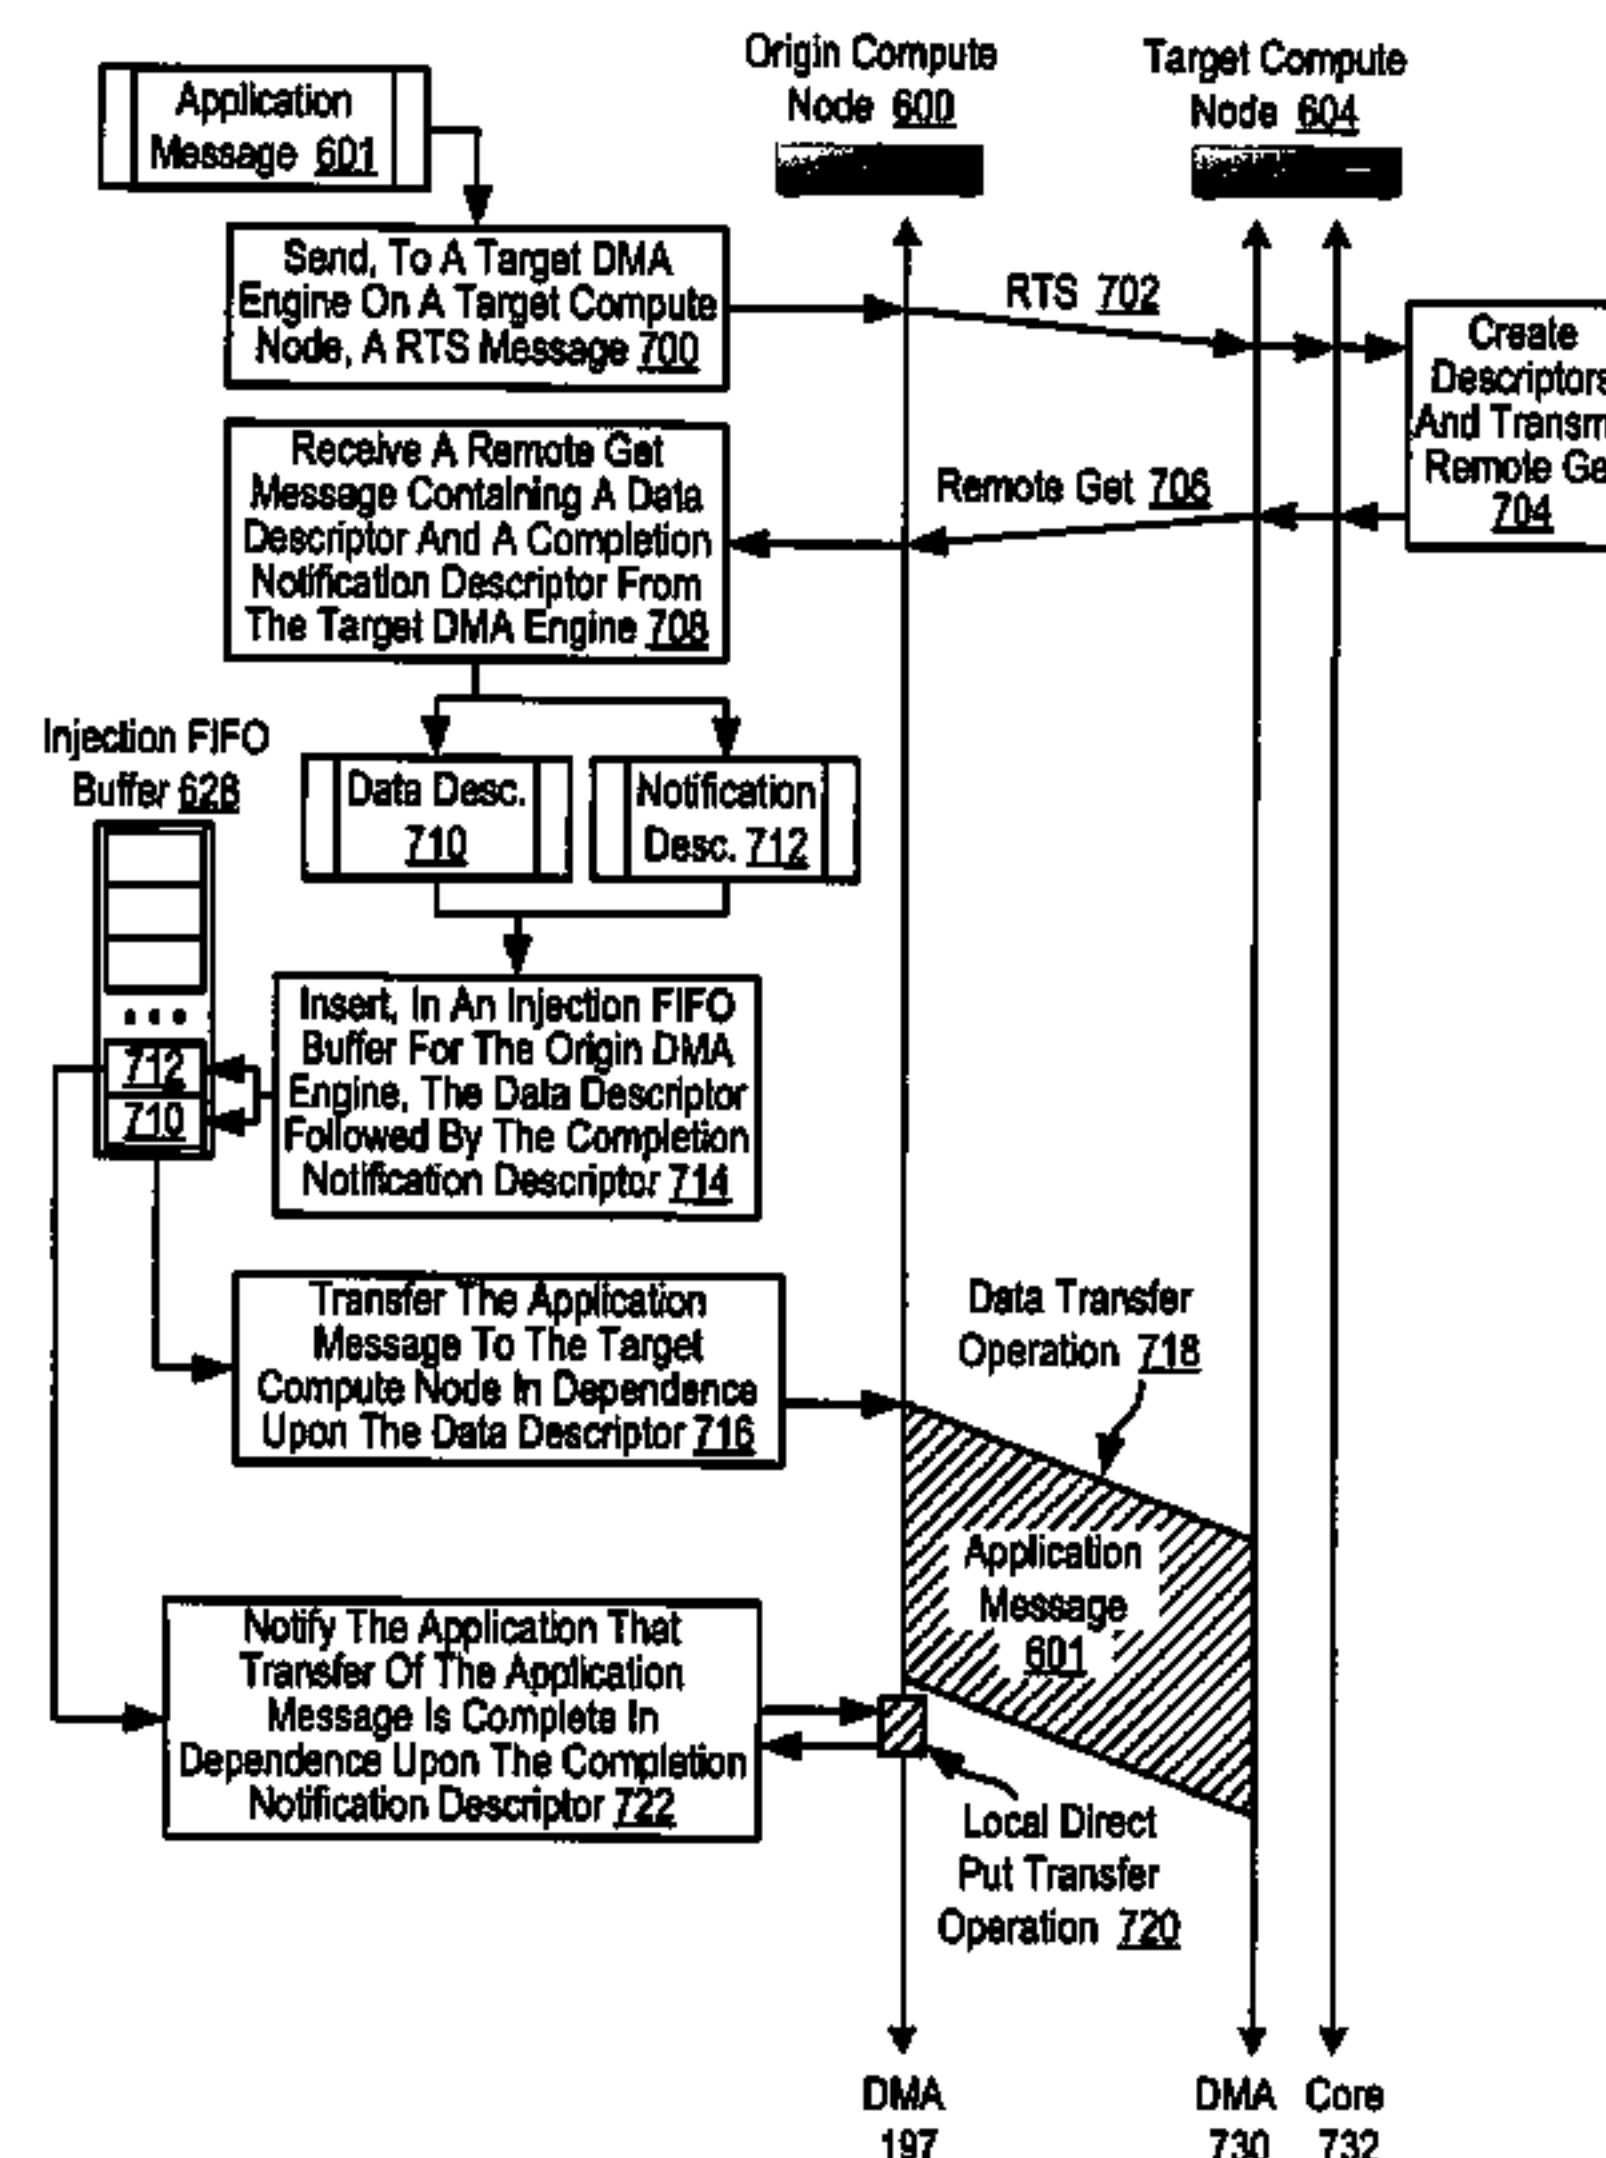 Origin Compute
Node 600
Target Compute
Node 604
Application
Message 601
Send, To A Target DMA
Engine On A Target Compute
Node, A RTS Message 700
RTS 702
Create
Descriptors
And Transm
Remote Ge
704
Receive A Remote Get
Message Containing A Data
Descriptor And A Completion
Notification Descriptor From
The Target DMA Engine 708
Remote Get 706
Injection FIFO
Buffer 628
Data Desc.
710
Notification
Desc. 712
712
710
Insert, In An Injection FIFO
Buffer For The Origin DMA
Engine, The Data Descriptor
Followed By The Completion
Notification Descriptor 714
Transfer The Application
Message To The Target
Compute Node In Dependence
Upon The Data Descriptor 716
Data Transfer
Operation 718
Application
Message
601
Notify The Application That
Transfer Of The Application
Message Is Complete In
Dependence Upon The Completion
Notification Descriptor 722
Local Direct
Put Transfer
Operation 720
DMA
197
DMA
730
Core
732